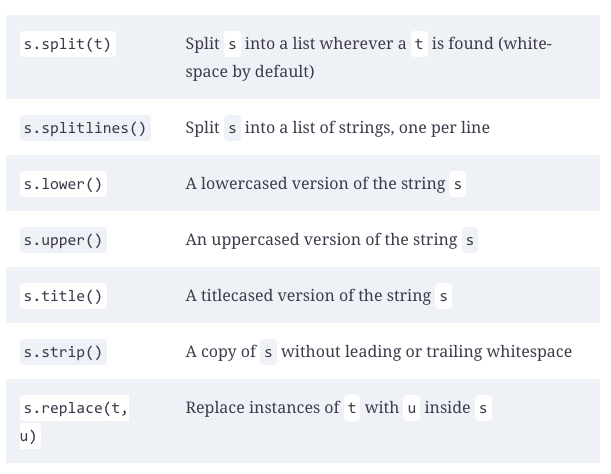 s.split(t) Split s into a list wherever a t is found (white-
space by default)
s.splitlines() Split s into a list of strings, one per line
s.lower() A lowercased version of the string s
s.upper() An uppercased version of the string s
s.title() A titlecased version of the string s
s.strip() A copy of s without leading or trailing whitespace
s.replace(t, Replace instances of t with u inside s
u)